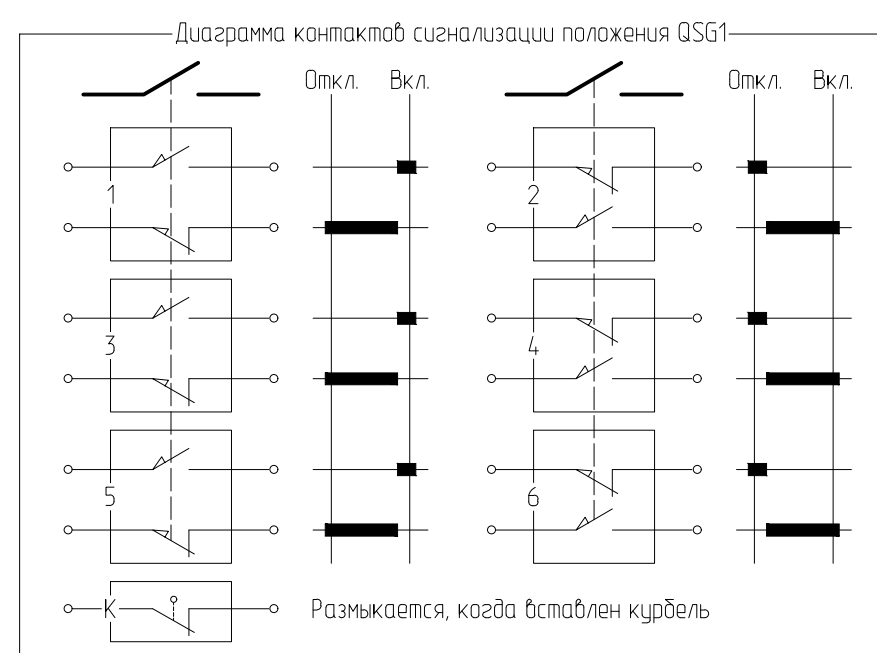 Диаграмма контактов сигнализации положения QSG1
Откл. Вкл. Откл. Вкл.
1 2
3 4
5 6
К Размыкается, когда вставлен курбель